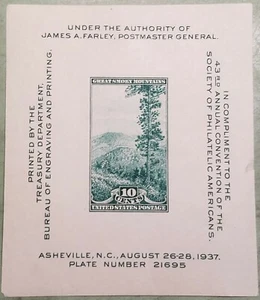 UNDER THE AUTHORITY OF
JAMES A. FARLEY, POSTMASTER GENERAL.
PRINTED BY THE
TREASURY DEPARTMENT,
BUREAU OF ENGRAVING AND PRINTING.
GREAT SMOKY MOUNTAINS
10
CENTS
UNITED STATES POSTAGE
IN COMPLIMENT TO THE
43RD ANNUAL CONVENTION OF THE
SOCIETY OF PHILATELIC AMERICANS.
ASHEVILLE, N.C., AUGUST 26-28, 1937.
PLATE NUMBER 21695